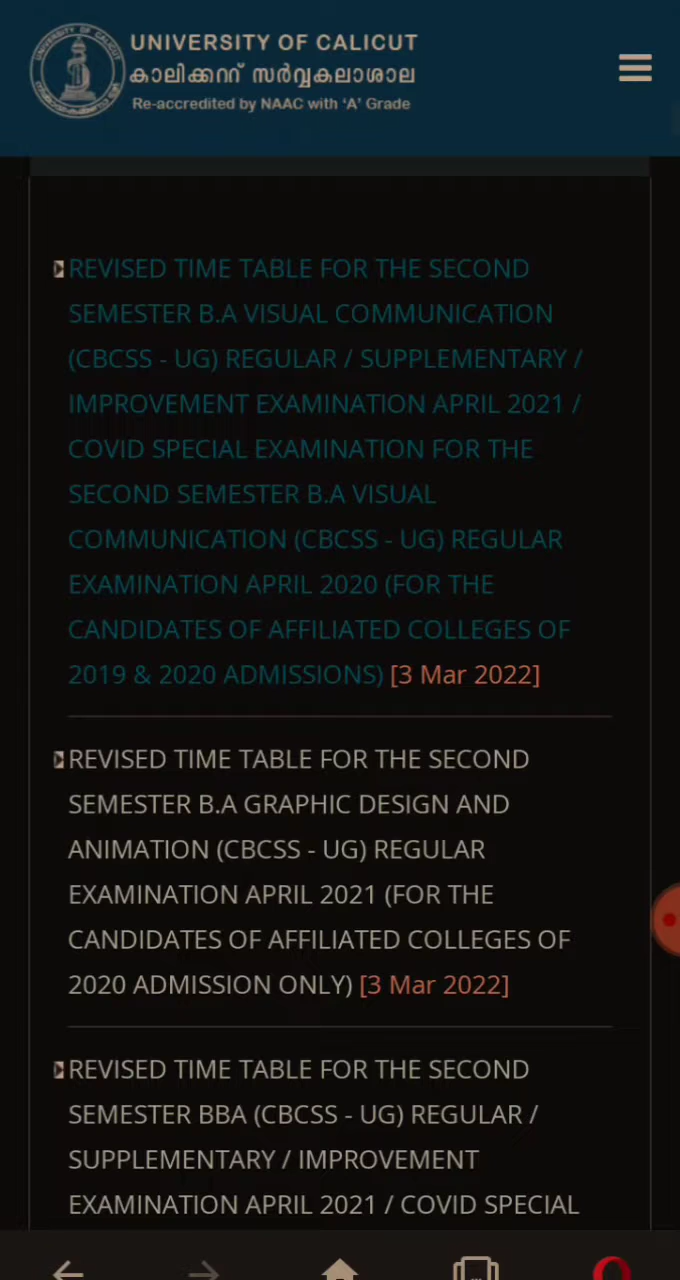 UNIVERSITY OF CALICUT
കാലിക്കററ് സർവ്വകലാശാല
Re-accredited by NAAC with ‘A’ Grade
REVISED TIME TABLE FOR THE SECOND
SEMESTER B.A VISUAL COMMUNICATION
(CBCSS - UG) REGULAR / SUPPLEMENTARY /
IMPROVEMENT EXAMINATION APRIL 2021 /
COVID SPECIAL EXAMINATION FOR THE
SECOND SEMESTER B.A VISUAL
COMMUNICATION (CBCSS - UG) REGULAR
EXAMINATION APRIL 2020 (FOR THE
CANDIDATES OF AFFILIATED COLLEGES OF
2019 & 2020 ADMISSIONS) [3 Mar 2022]
REVISED TIME TABLE FOR THE SECOND
SEMESTER B.A GRAPHIC DESIGN AND
ANIMATION (CBCSS - UG) REGULAR
EXAMINATION APRIL 2021 (FOR THE
CANDIDATES OF AFFILIATED COLLEGES OF
2020 ADMISSION ONLY) [3 Mar 2022]
REVISED TIME TABLE FOR THE SECOND
SEMESTER BBA (CBCSS - UG) REGULAR /
SUPPLEMENTARY / IMPROVEMENT
EXAMINATION APRIL 2021 / COVID SPECIAL